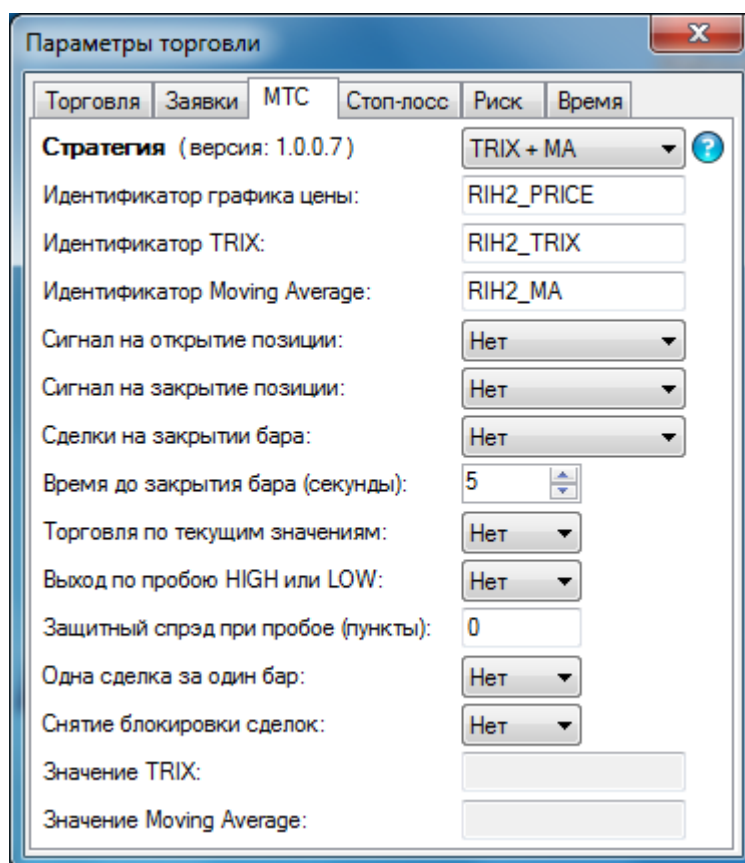 Параметры торговли
Торговля Заявки МТС Стоп-лосс Риск Время
Стратегия (версия: 1.0.0.7) TRIX + MA
Идентификатор графика цены: RIH2_PRICE
Идентификатор TRIX: RIH2_TRIX
Идентификатор Moving Average: RIH2_MA
Сигнал на открытие позиции: Нет
Сигнал на закрытие позиции: Нет
Сделки на закрытии бара: Нет
Время до закрытия бара (секунды): 5
Торговля по текущим значениям: Нет
Выход по пробою HIGH или LOW: Нет
Защитный спрэд при пробое (пункты): 0
Одна сделка за один бар: Нет
Снятие блокировки сделок: Нет
Значение TRIX:
Значение Moving Average: